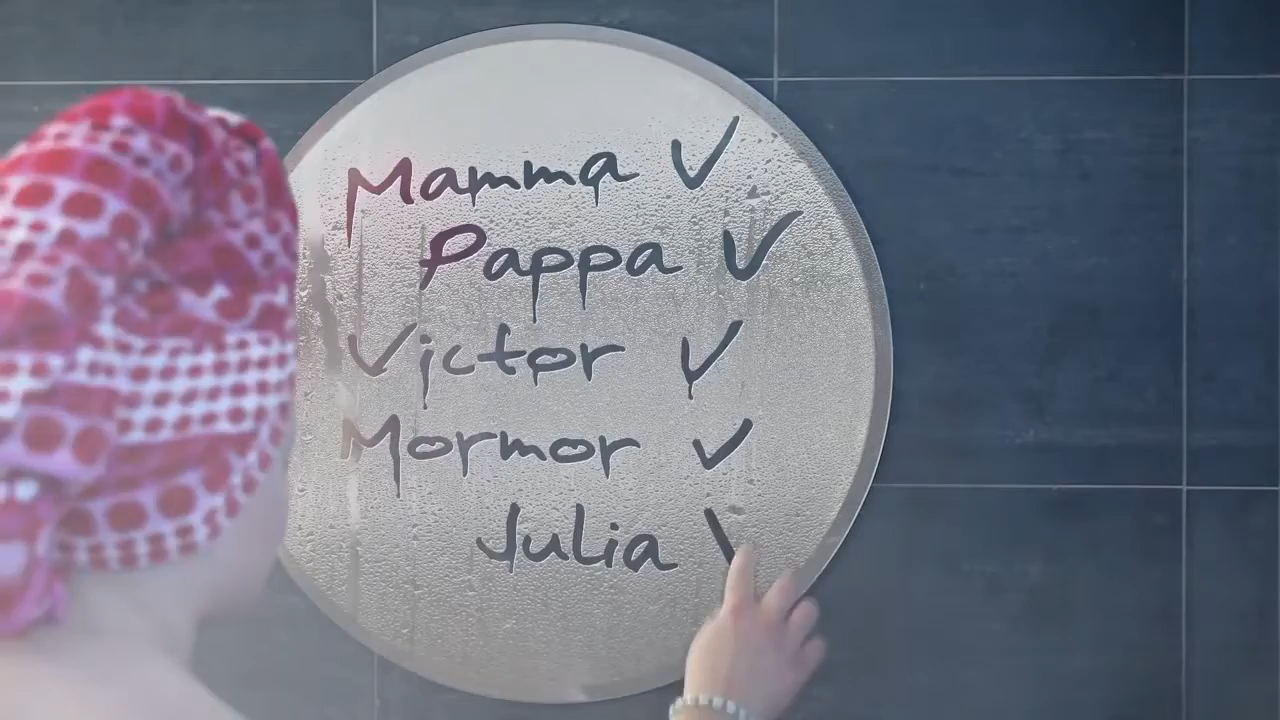 Mamma ✓
Pappa ✓
Victor ✓
Mormor ✓
Julia \